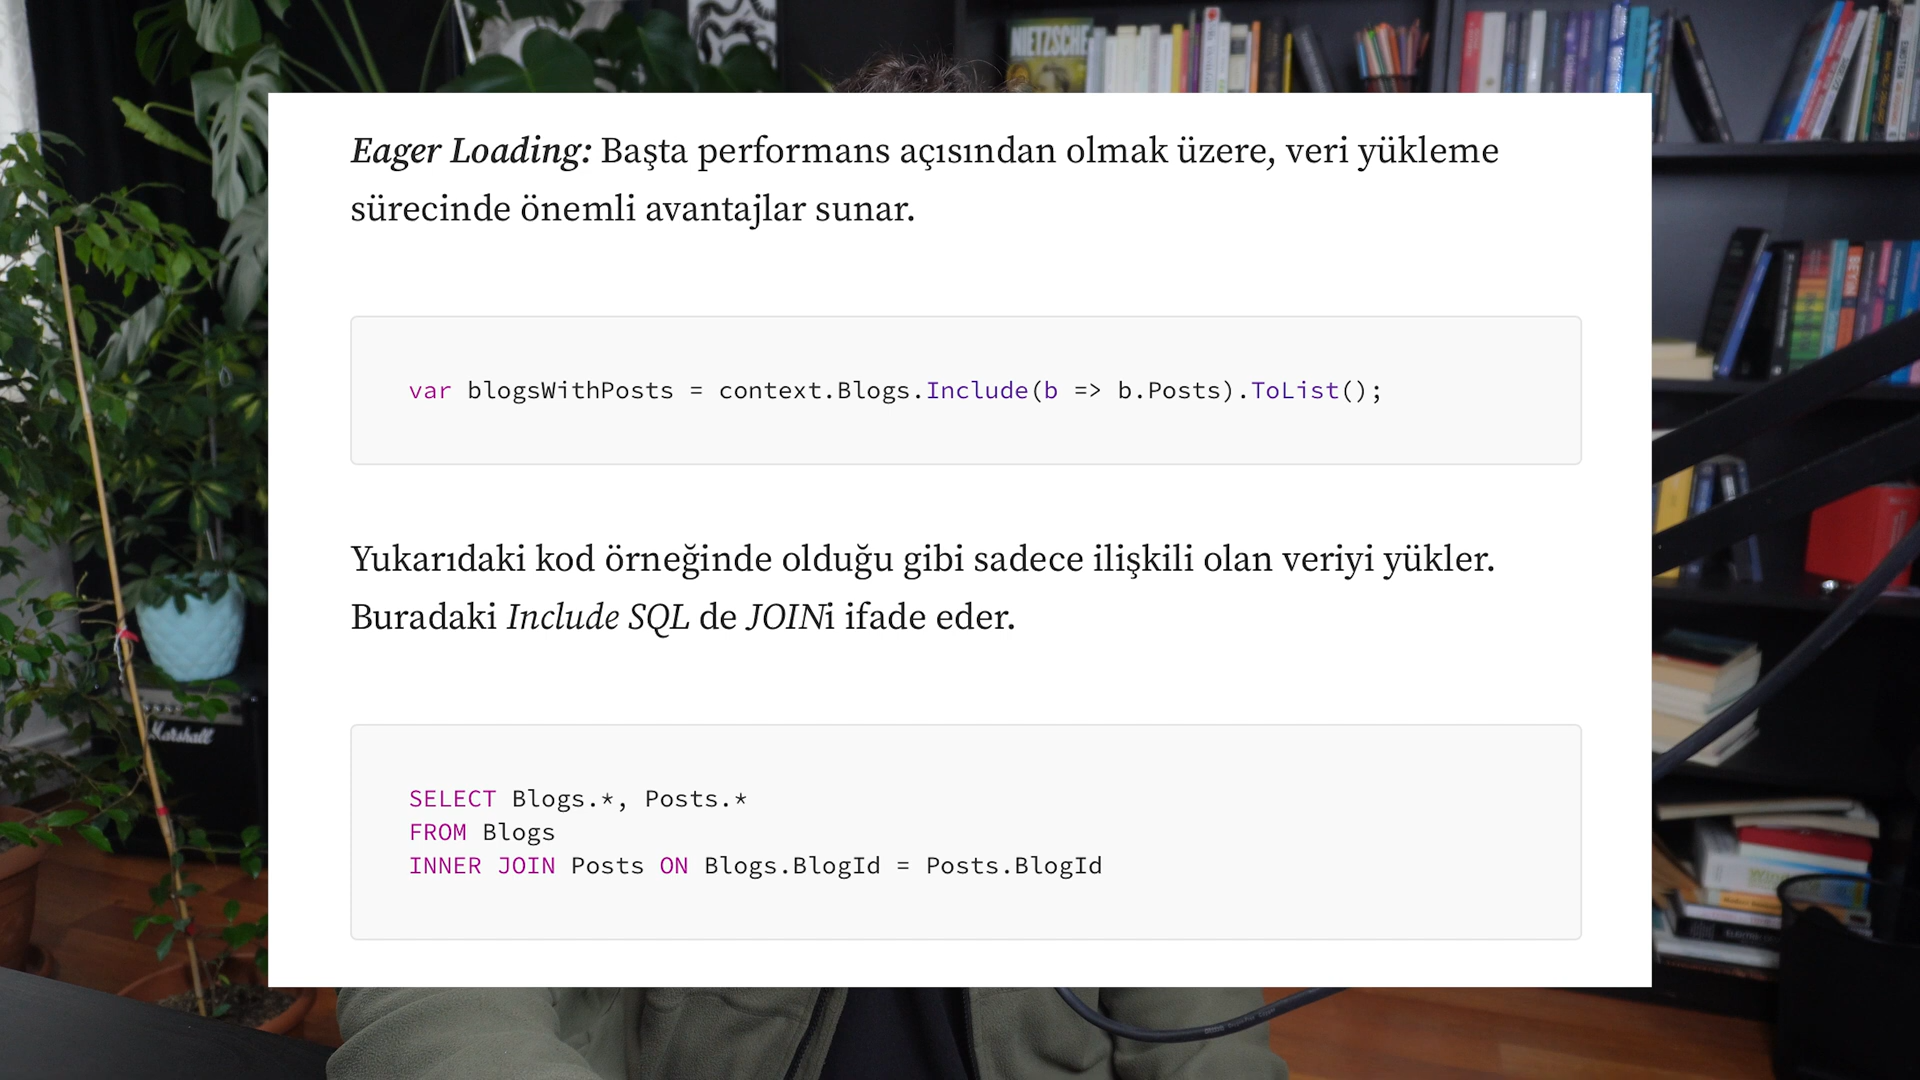 NIETZSCHE
Eager Loading: Başta performans açısından olmak üzere, veri yükleme
sürecinde önemli avantajlar sunar.
var blogsWithPosts = context.Blogs.Include(b => b.Posts).ToList();
Yukarıdaki kod örneğinde olduğu gibi sadece ilişkili olan veriyi yükler.
Buradaki Include SQL de JOINi ifade eder.
Marshall
SELECT Blogs.*, Posts.*
FROM Blogs
INNER JOIN Posts ON Blogs.BlogId = Posts.BlogId